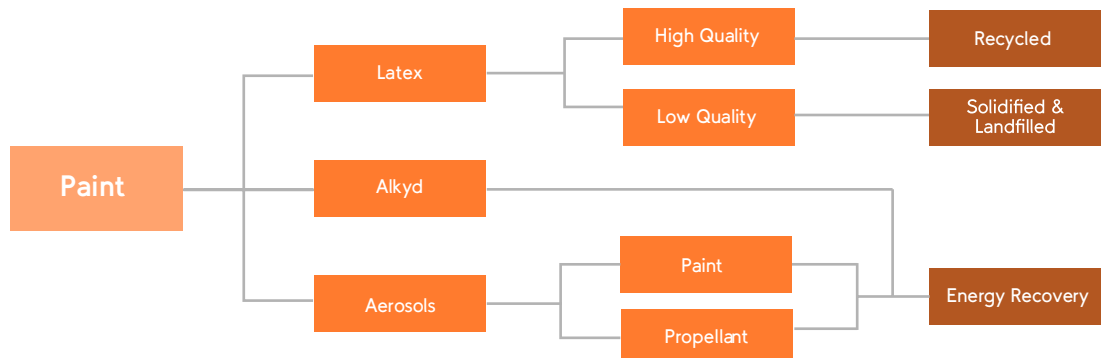 Paint
Latex
High Quality
Recycled
Low Quality
Solidified &
Landfilled
Alkyd
Aerosols
Paint
Propellant
Energy Recovery